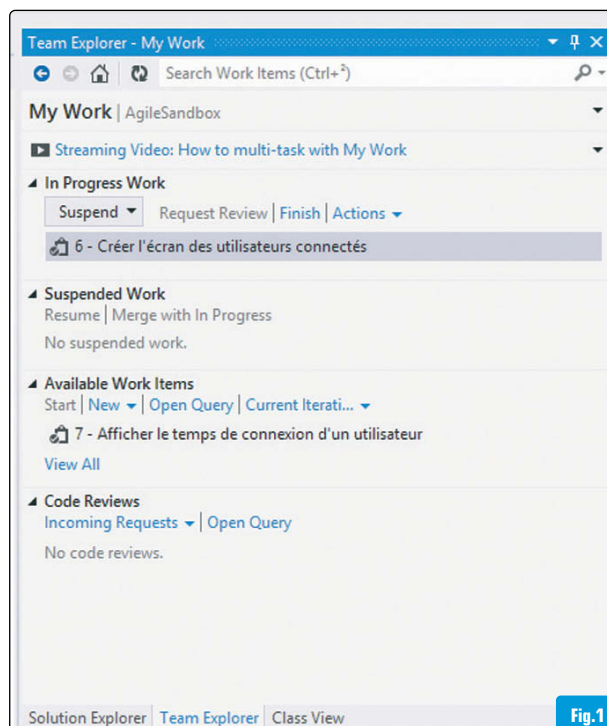 Team Explorer - My Work
Search Work Items (Ctrl+²)
My Work | AgileSandbox
Streaming Video: How to multi-task with My Work
In Progress Work
Suspend Request Review | Finish | Actions
6 - Créer l'écran des utilisateurs connectés
Suspended Work
Resume | Merge with In Progress
No suspended work.
Available Work Items
Start | New | Open Query | Current Iterati...
7 - Afficher le temps de connexion d'un utilisateur
View All
Code Reviews
Incoming Requests | Open Query
No code reviews.
Solution Explorer Team Explorer Class View
Fig.1